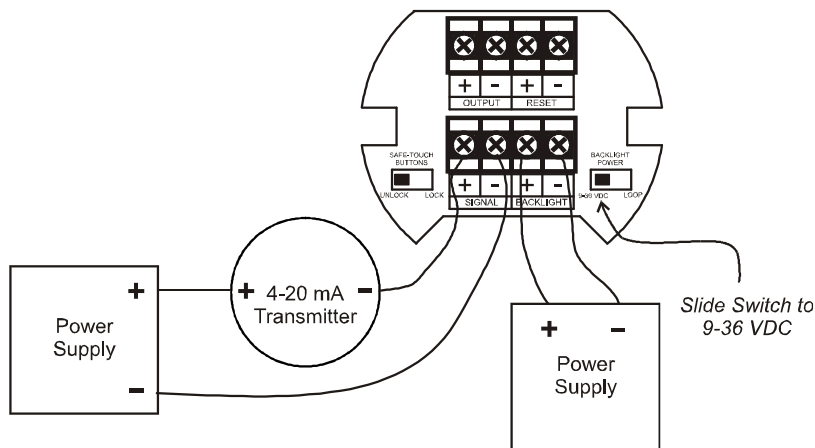 + - + -
OUTPUT RESET
SAFE-TOUCH
BUTTONS
UNLOCK LOCK
+ - + -
SIGNAL BACKLIGHT
BACKLIGHT
POWER
9-36 VDC LOOP
+
Power
Supply
-
+ 4-20 mA -
Transmitter
+ -
Power
Supply
Slide Switch to
9-36 VDC